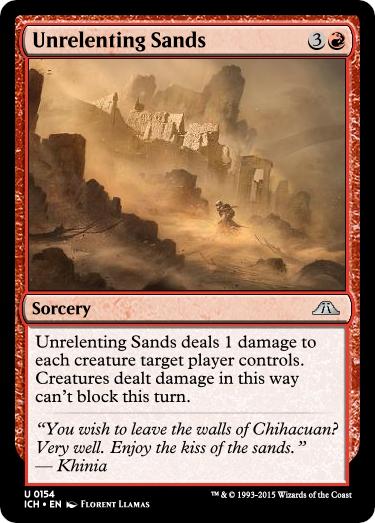 Unrelenting Sands 3
Sorcery
Unrelenting Sands deals 1 damage to
each creature target player controls.
Creatures dealt damage in this way
can't block this turn.
“You wish to leave the walls of Chihacuan?
Very well. Enjoy the kiss of the sands.”
— Khinia
U 0154
ICH • EN FLORENT LLAMAS
™ & © 1993-2015 Wizards of the Coast